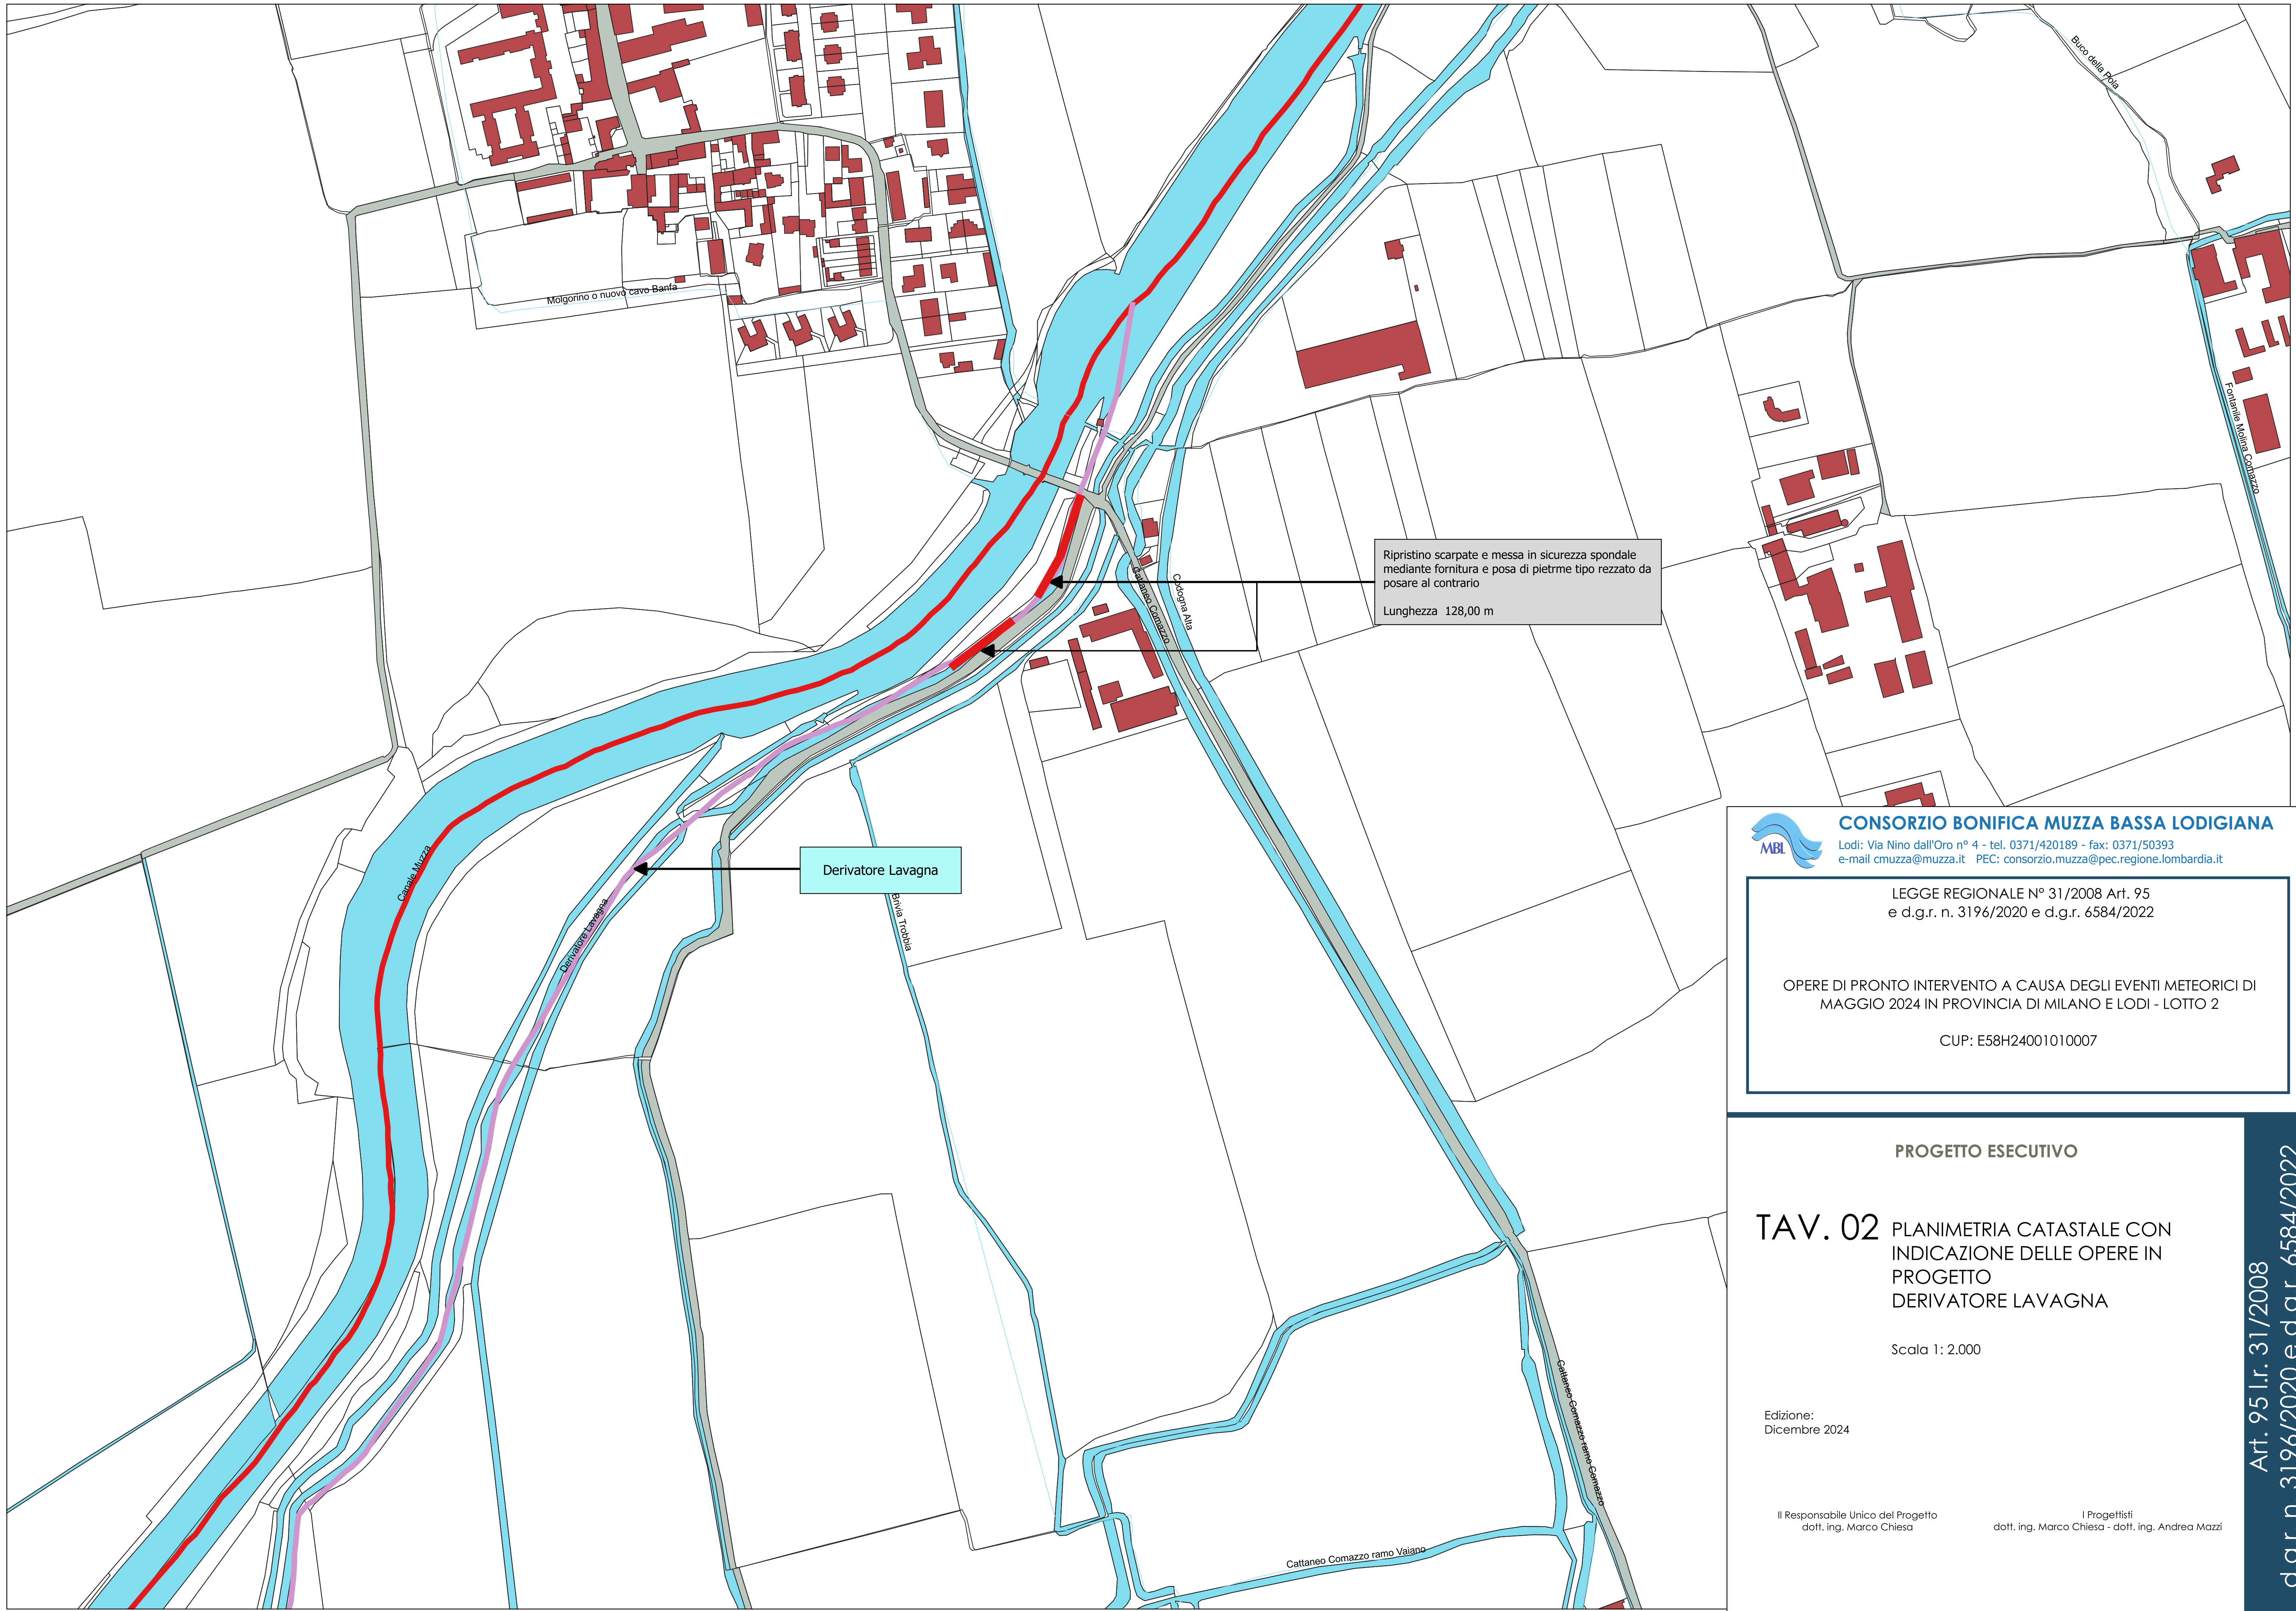 Buco della Pola
Molgorino o nuovo cavo Banfa
Fontanile Molina Comazzo
Ripristino scarpate e messa in sicurezza spondale
mediante fornitura e posa di pietrme tipo rezzato da
posare al contrario
Lunghezza 128,00 m
Cattaneo Comazzo
Codogna Alta
Canale Muzza
Derivatore Lavagna
Derivatore Lavagna
Brivia Trobbia
Cattaneo Comazzo ramo Comazzo
Cattaneo Comazzo ramo Vaiano
MBL
CONSORZIO BONIFICA MUZZA BASSA LODIGIANA
Lodi: Via Nino dall'Oro n° 4 - tel. 0371/420189 - fax: 0371/50393
e-mail cmuzza@muzza.it PEC: consorzio.muzza@pec.regione.lombardia.it
LEGGE REGIONALE N° 31/2008 Art. 95
e d.g.r. n. 3196/2020 e d.g.r. 6584/2022
OPERE DI PRONTO INTERVENTO A CAUSA DEGLI EVENTI METEORICI DI
MAGGIO 2024 IN PROVINCIA DI MILANO E LODI - LOTTO 2
CUP: E58H24001010007
PROGETTO ESECUTIVO
TAV. 02 PLANIMETRIA CATASTALE CON
INDICAZIONE DELLE OPERE IN
PROGETTO
DERIVATORE LAVAGNA
Scala 1: 2.000
Edizione:
Dicembre 2024
Il Responsabile Unico del Progetto
dott. ing. Marco Chiesa
I Progettisti
dott. ing. Marco Chiesa - dott. ing. Andrea Mazzi
Art. 95 l.r. 31/2008
d.g.r. n. 3196/2020 e d.g.r. 6584/2022